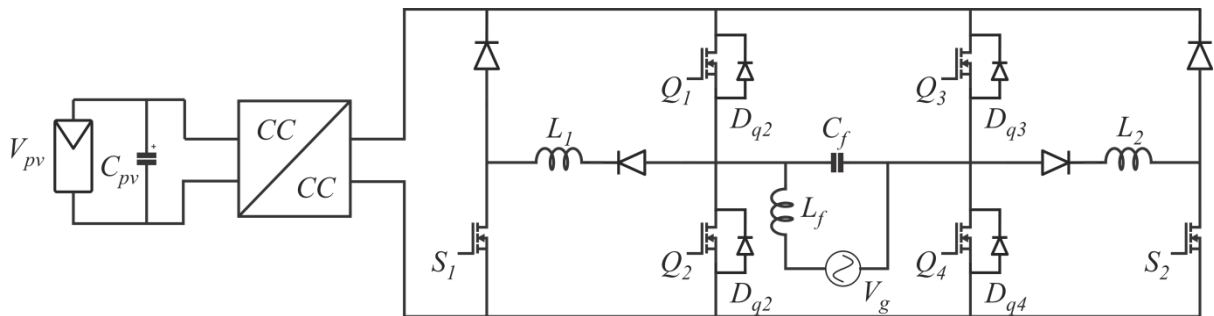 V_pv
C_pv
+
CC
CC
S_1
L_1
Q_1
D_q2
Q_2
D_q2
C_f
L_f
V_g
Q_3
D_q3
Q_4
D_q4
L_2
S_2